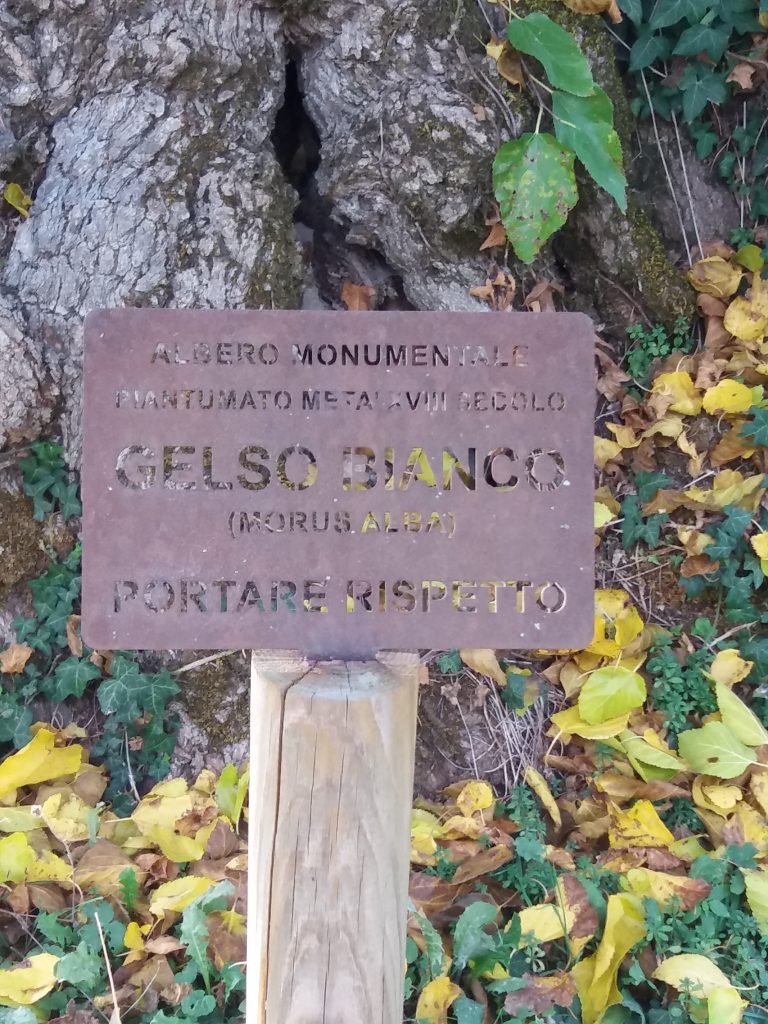 ALBERO MONUMENTALE
PIANTUMATO META' XVIII SECOLO
GELSO BIANCO
(MORUS ALBA)
PORTARE RISPETTO